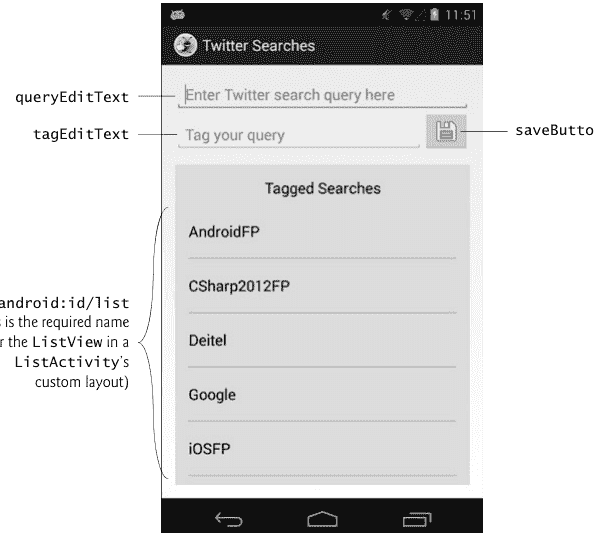 11:51
Twitter Searches
queryEditText
Enter Twitter search query here
tagEditText
Tag your query
saveButto
Tagged Searches
AndroidFP
CSharp2012FP
Deitel
Google
iOSFP
android:id/list
s is the required name
r the ListView in a
ListActivity's
custom layout)